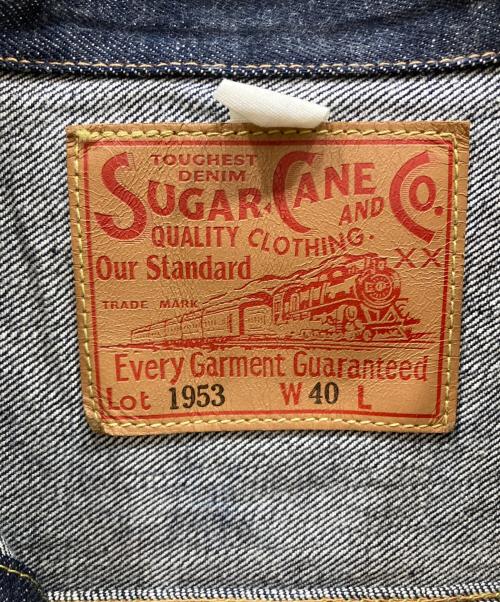 TOUGHEST
DENIM
SUGAR CANE AND Co.
QUALITY CLOTHING.
XX
Our Standard
TRADE MARK
Every Garment Guaranteed
Lot 1953 W 40 L